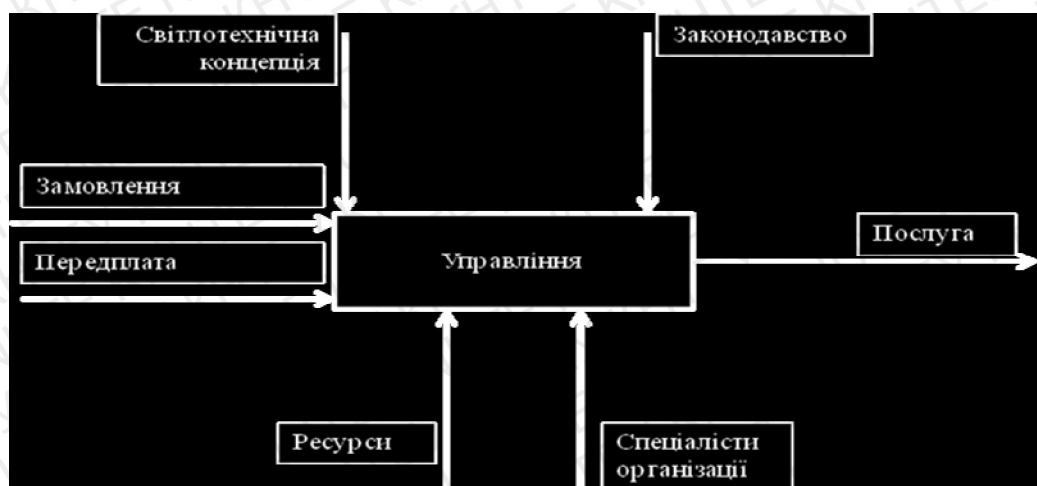 Світлотехнічна
концепція
Законодавство
Замовлення
Передплата
Управління
Послуга
Ресурси
Спеціалісти
організації